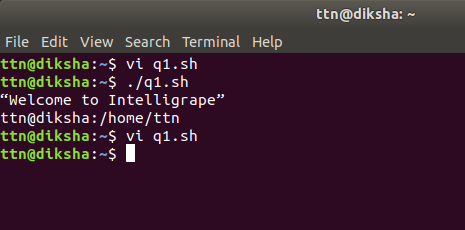 ttn@diksha: ~
File Edit View Search Terminal Help
ttn@diksha:~$ vi q1.sh
ttn@diksha:~$ ./q1.sh
“Welcome to Intelligrape”
ttn@diksha:/home/ttn
ttn@diksha:~$ vi q1.sh
ttn@diksha:~$